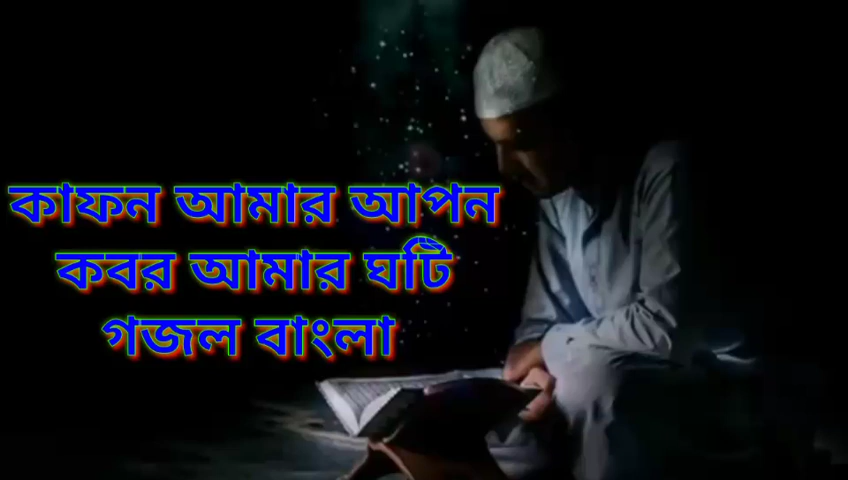 কাফন আমার আপন
কবর আমার ঘটি
গজল বাংলা